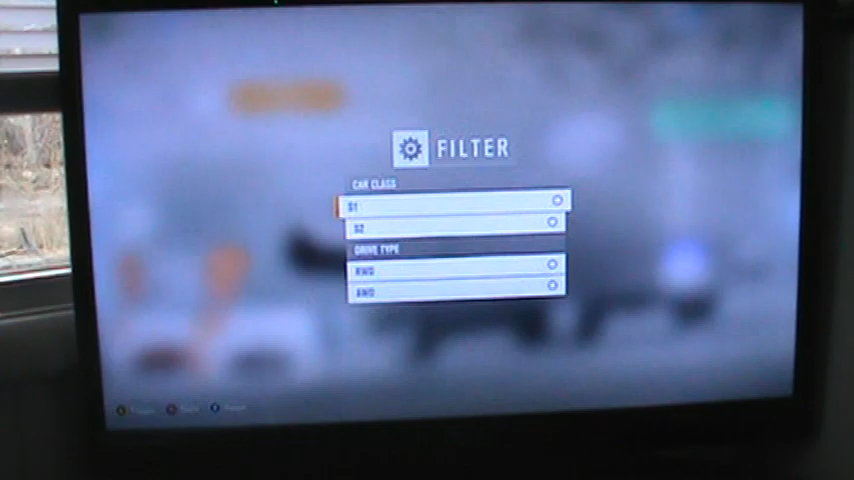 FILTER
CAR CLASS
S1
S2
DRIVE TYPE
RWD
AWD